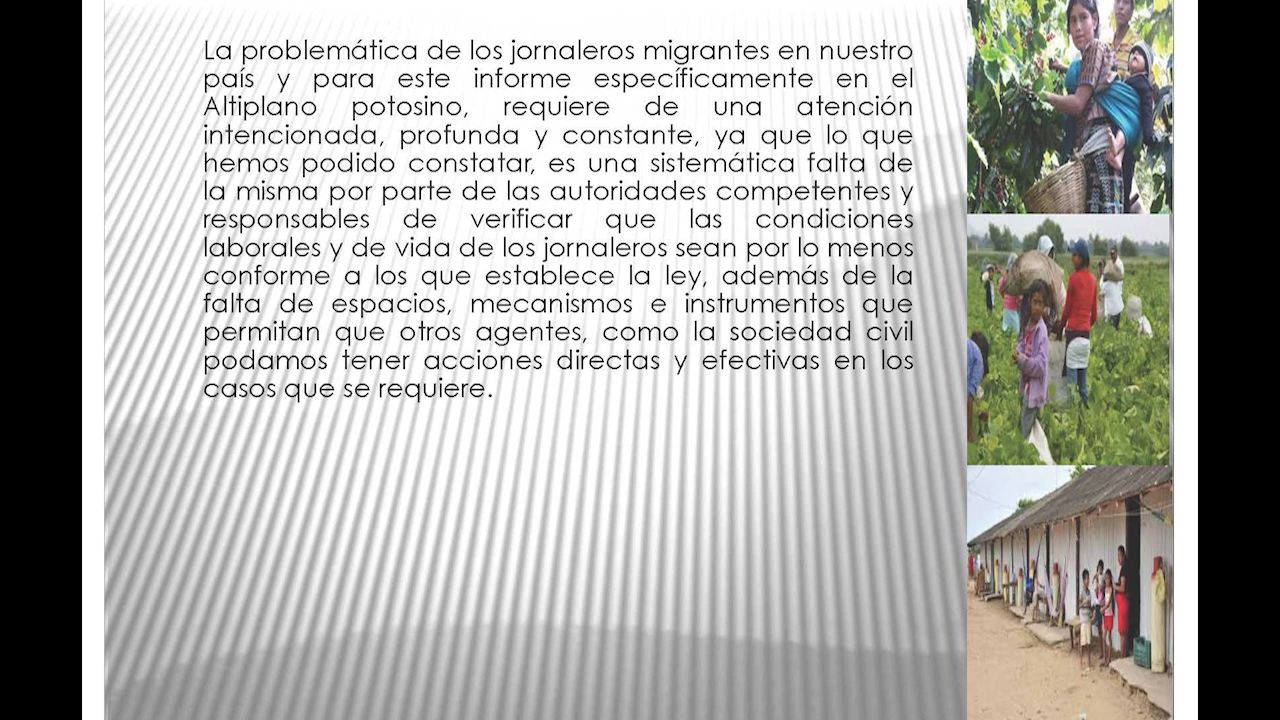 La problemática de los jornaleros migrantes en nuestro
país y para este informe específicamente en el
Altiplano potosino, requiere de una atención
intencionada, profunda y constante, ya que lo que
hemos podido constatar, es una sistemática falta de
la misma por parte de las autoridades competentes y
responsables de verificar que las condiciones
laborales y de vida de los jornaleros sean por lo menos
conforme a los que establece la ley, además de la
falta de espacios, mecanismos e instrumentos que
permitan que otros agentes, como la sociedad civil
podamos tener acciones directas y efectivas en los
casos que se requiere.